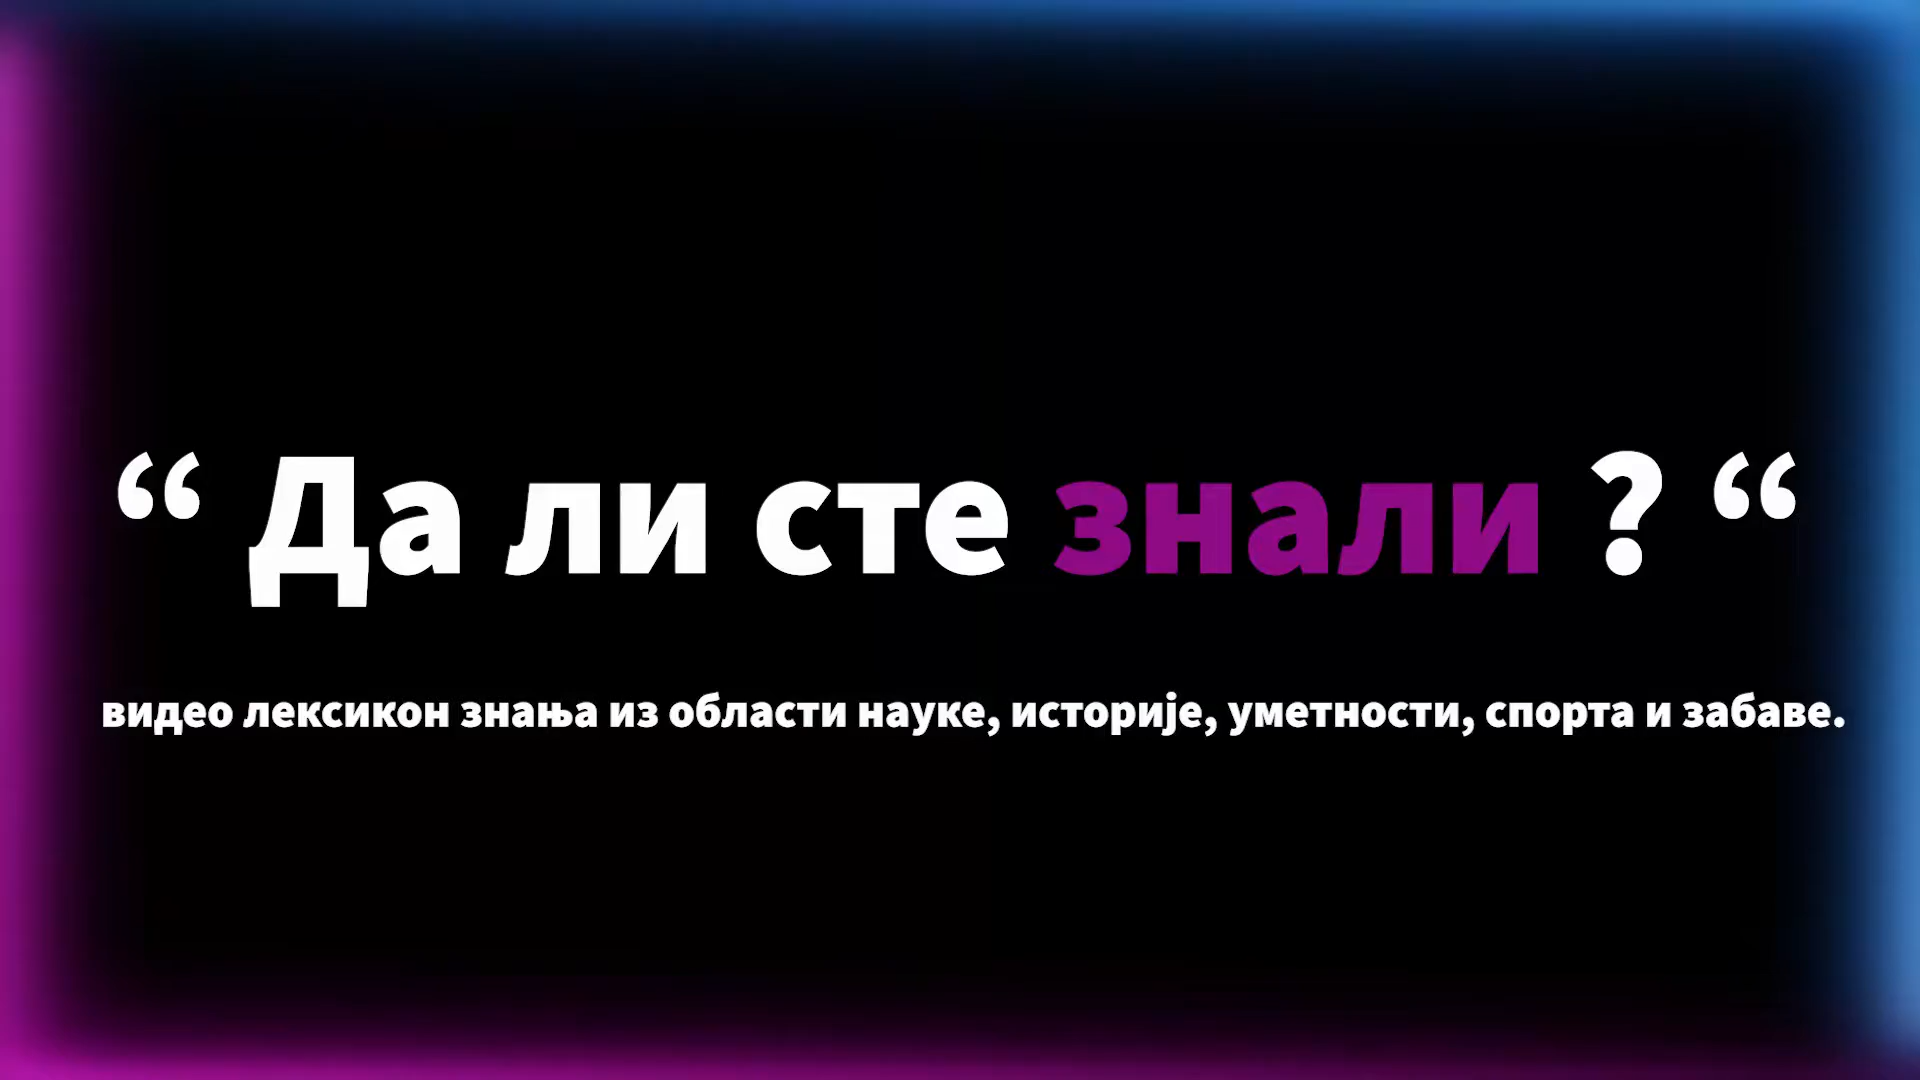 “ Да ли сте знали ? “
видео лексикон знања из области науке, историје, уметности, спорта и забаве.